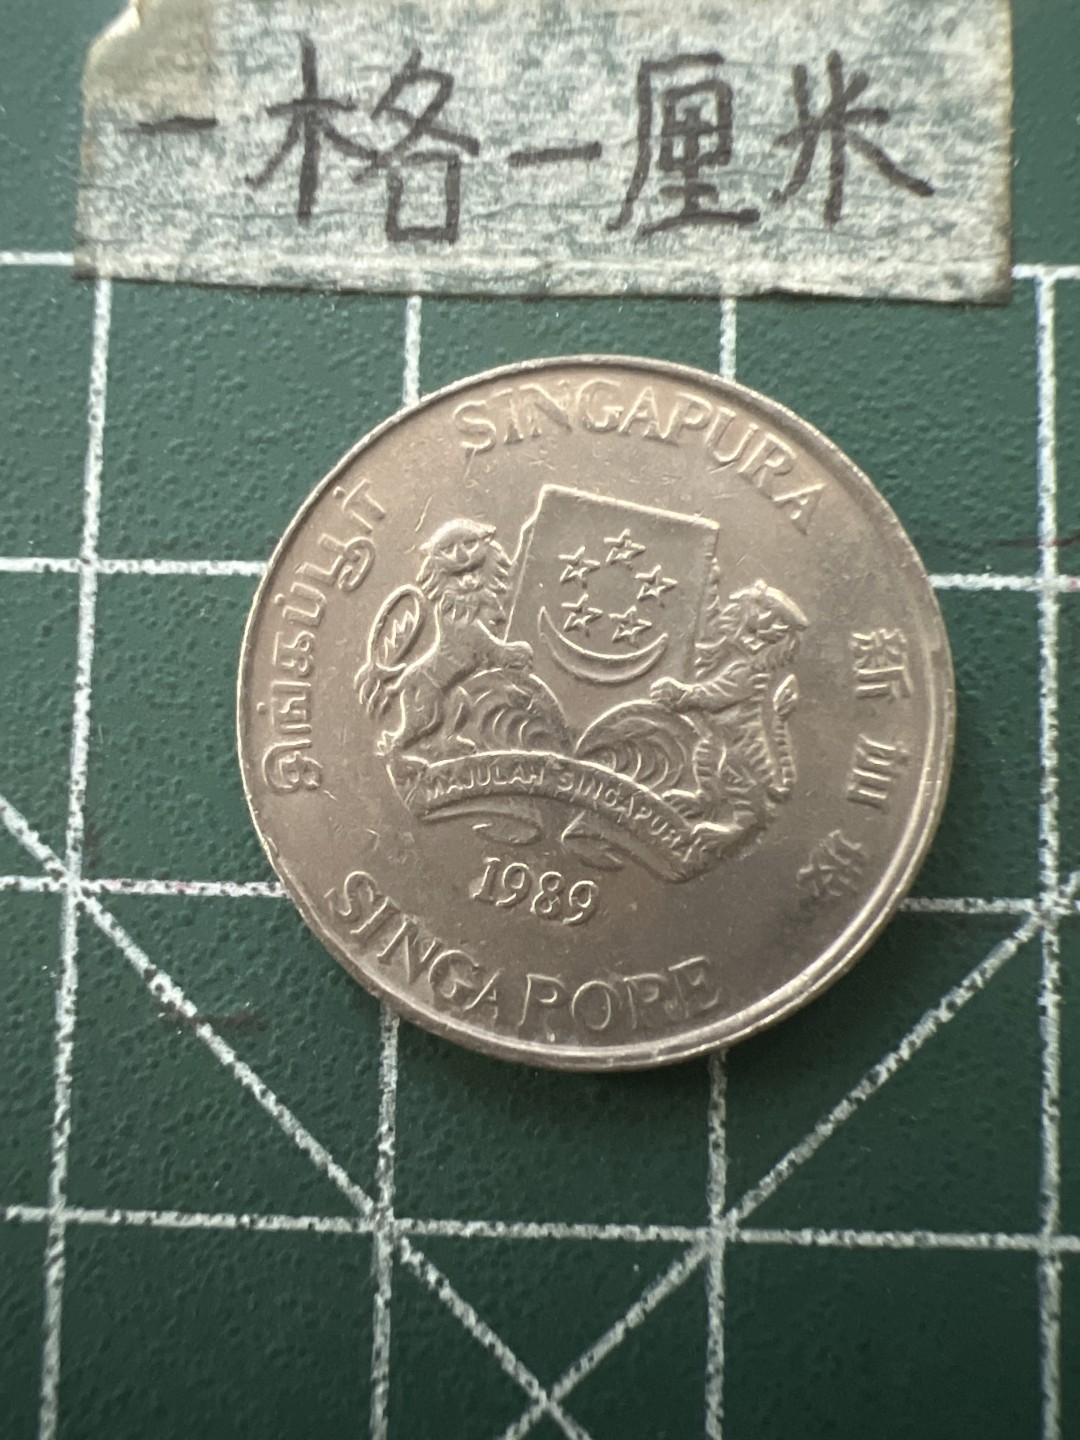 一格一厘米
SINGAPURA
சிங்கப்பூர்
新加坡
MAJULAH SINGAPURA
1989
SINGAPORE